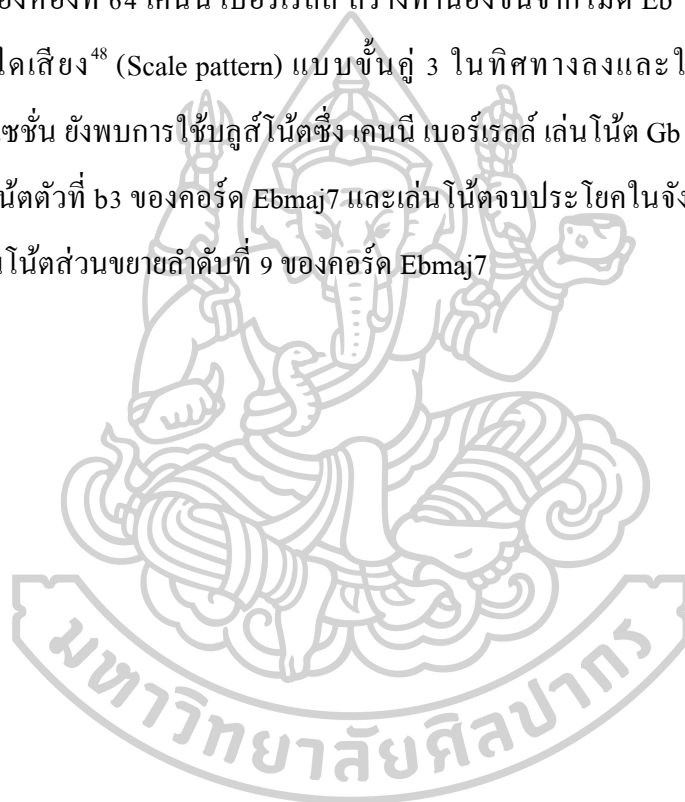 องห้องที่ 64 เคนนี เบอร์เรลล์ สร้างทำนองขึ้นจากโมด Eb
ไดเสียง48 (Scale pattern) แบบขั้นคู่ 3 ในทิศทางลงและใ
เซชั่น ยังพบการใช้บลูส์โน้ตซึ่ง เคนนี เบอร์เรลล์ เล่นโน้ต Gb
น้ตตัวที่ b3 ของคอร์ด Ebmaj7 และเล่นโน้ตจบประโยคในจัง
นโน้ตส่วนขยายลำดับที่ 9 ของคอร์ด Ebmaj7
มหาวิทยาลัยศิลปากร